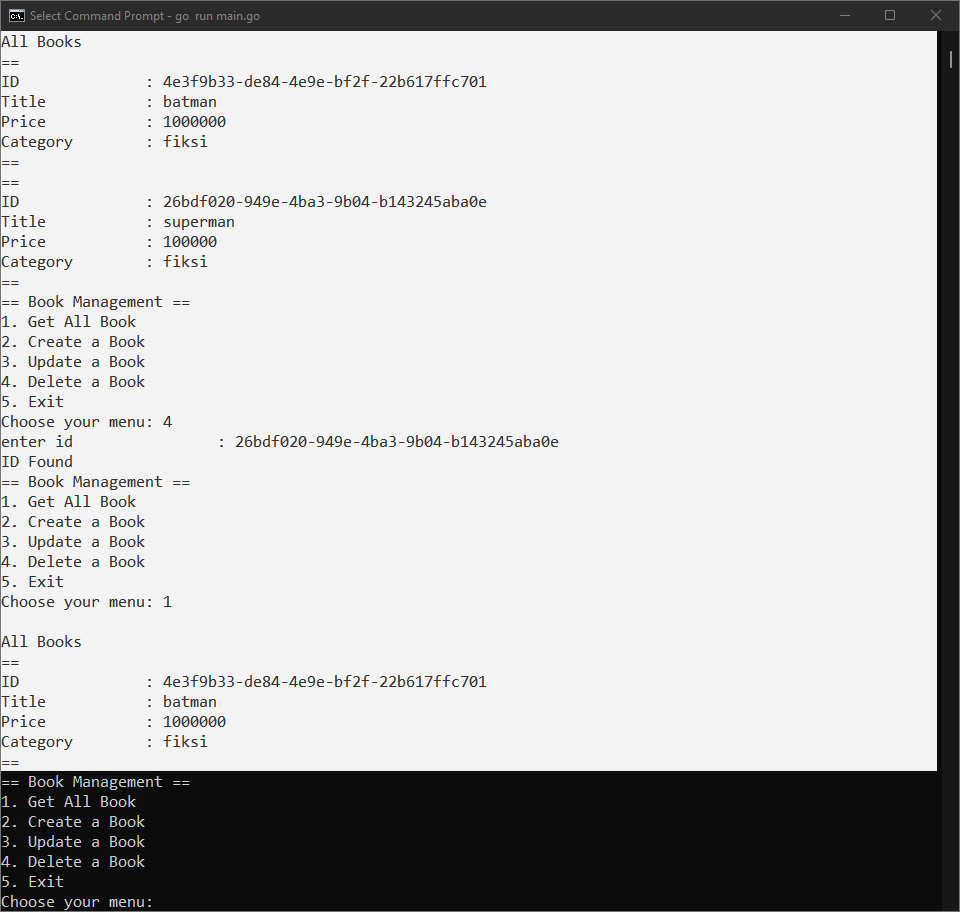 Select Command Prompt - go  run main.go
All Books
==
ID              : 4e3f9b33-de84-4e9e-bf2f-22b617ffc701
Title           : batman
Price           : 1000000
Category        : fiksi
==
==
ID              : 26bdf020-949e-4ba3-9b04-b143245aba0e
Title           : superman
Price           : 100000
Category        : fiksi
==
== Book Management ==
1. Get All Book
2. Create a Book
3. Update a Book
4. Delete a Book
5. Exit
Choose your menu: 4
enter id                : 26bdf020-949e-4ba3-9b04-b143245aba0e
ID Found
== Book Management ==
1. Get All Book
2. Create a Book
3. Update a Book
4. Delete a Book
5. Exit
Choose your menu: 1

All Books
==
ID              : 4e3f9b33-de84-4e9e-bf2f-22b617ffc701
Title           : batman
Price           : 1000000
Category        : fiksi
==
== Book Management ==
1. Get All Book
2. Create a Book
3. Update a Book
4. Delete a Book
5. Exit
Choose your menu: